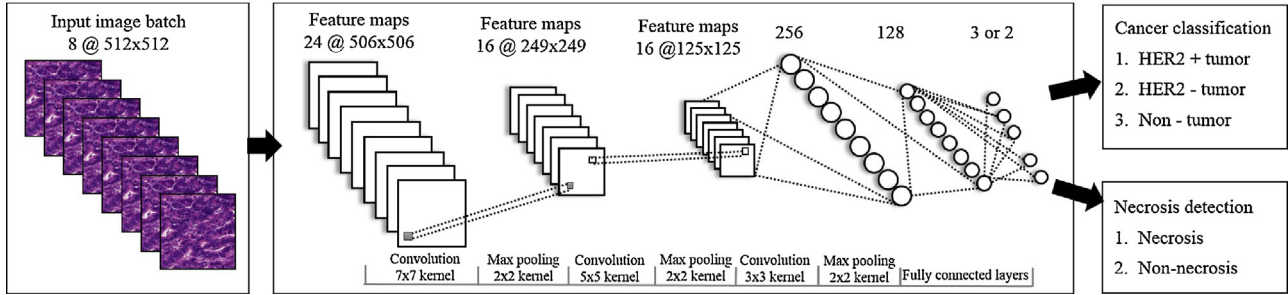 Input image batch
8 @ 512x512
Feature maps
24 @ 506x506
Feature maps
16 @ 249x249
Feature maps
16 @125x125
256
128
3 or 2
Convolution
7x7 kernel
Max pooling
2x2 kernel
Convolution
5x5 kernel
Max pooling
2x2 kernel
Convolution
3x3 kernel
Max pooling
2x2 kernel
Fully connected layers
Cancer classification
1. HER2 + tumor
2. HER2 - tumor
3. Non - tumor
Necrosis detection
1. Necrosis
2. Non-necrosis